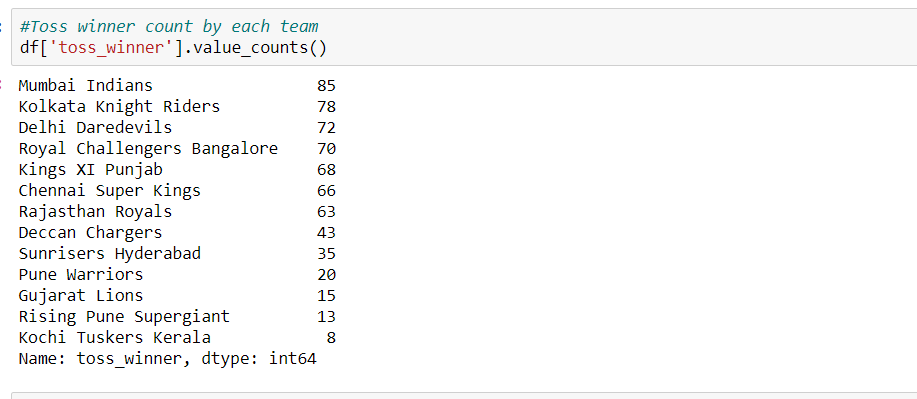 #Toss winner count by each team
df['toss_winner'].value_counts()
Mumbai Indians 85
Kolkata Knight Riders 78
Delhi Daredevils 72
Royal Challengers Bangalore 70
Kings XI Punjab 68
Chennai Super Kings 66
Rajasthan Royals 63
Deccan Chargers 43
Sunrisers Hyderabad 35
Pune Warriors 20
Gujarat Lions 15
Rising Pune Supergiant 13
Kochi Tuskers Kerala 8
Name: toss_winner, dtype: int64